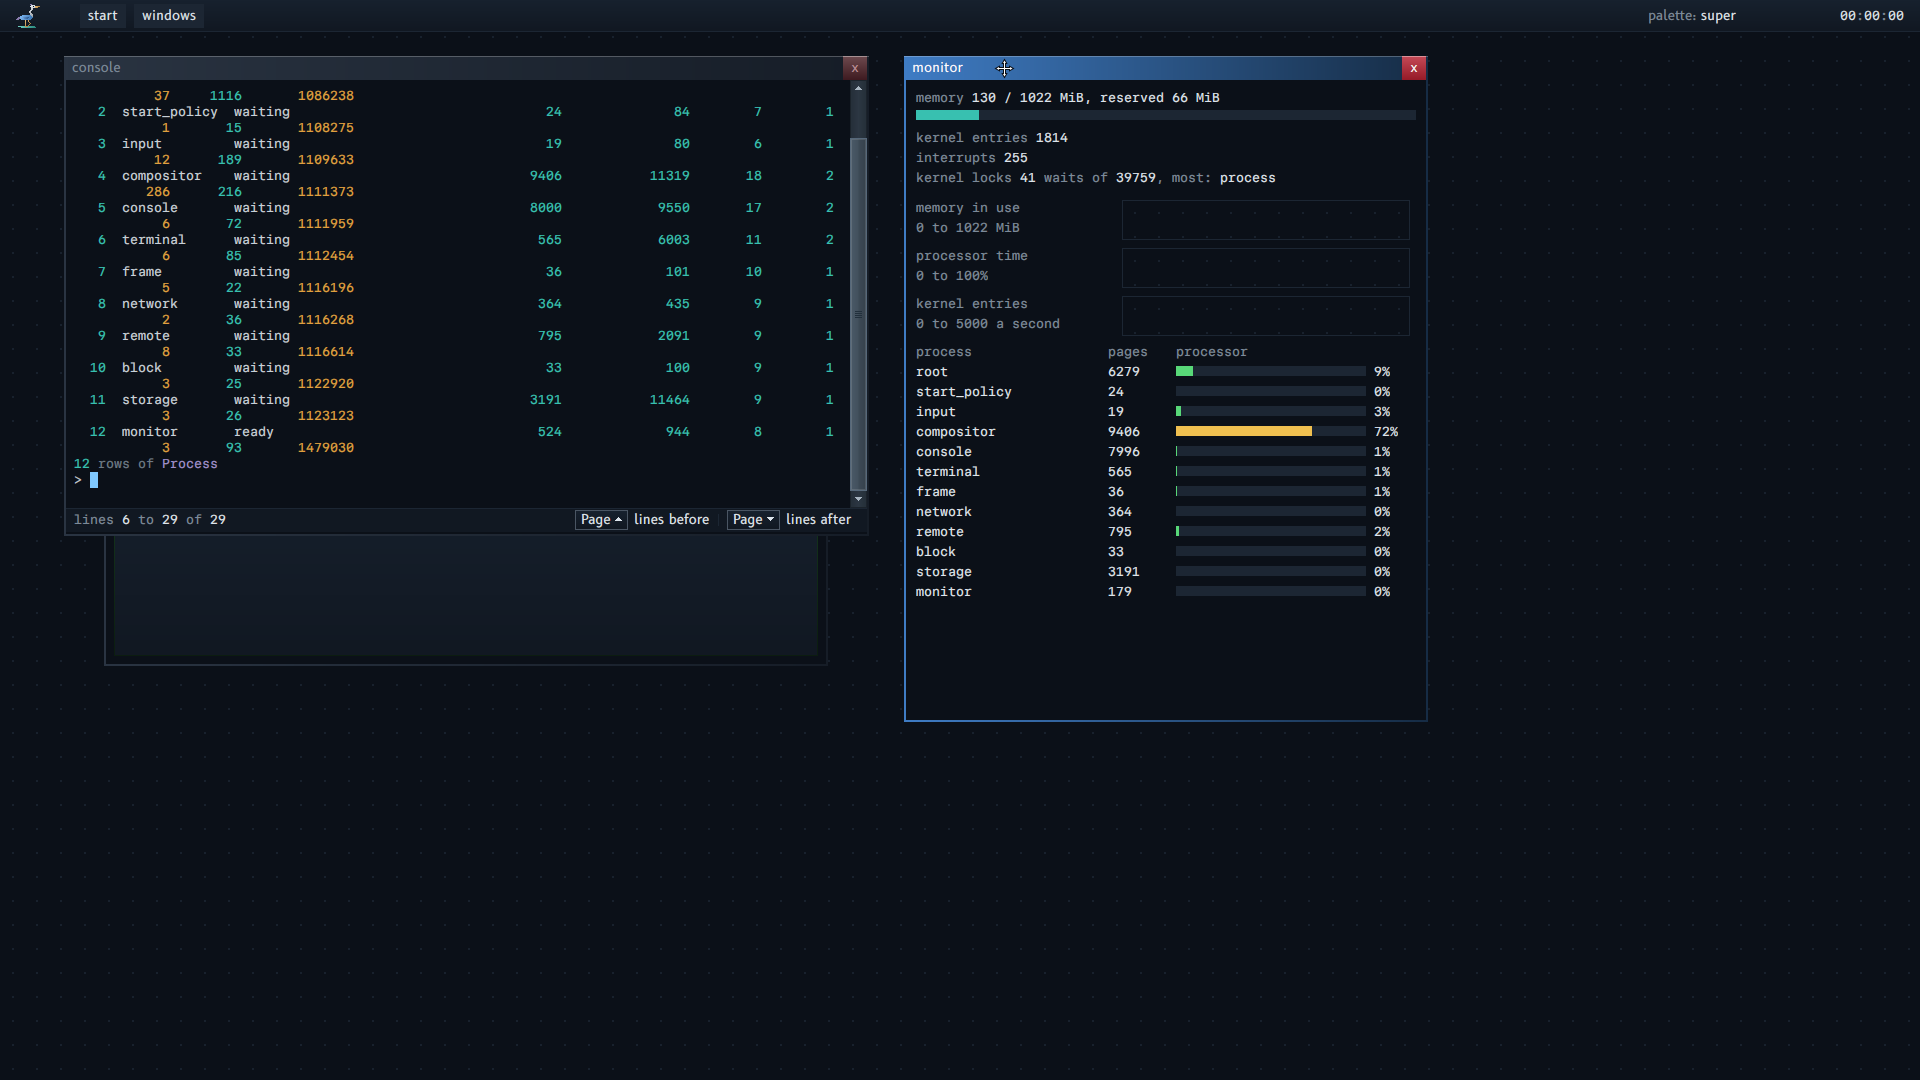 start windows palette: super 00:00:00
console x
37 1116 1086238
2 start_policy waiting 24 84 7 1
1 15 1108275
3 input waiting 19 80 6 1
12 189 1109633
4 compositor waiting 9406 11319 18 2
286 216 1111373
5 console waiting 8000 9550 17 2
6 72 1111959
6 terminal waiting 565 6003 11 2
6 85 1112454
7 frame waiting 36 101 10 1
5 22 1116196
8 network waiting 364 435 9 1
2 36 1116268
9 remote waiting 795 2091 9 1
8 33 1116614
10 block waiting 33 100 9 1
3 25 1122920
11 storage waiting 3191 11464 9 1
3 26 1123123
12 monitor ready 524 944 8 1
3 93 1479030
12 rows of Process
>
lines 6 to 29 of 29 Page lines before Page lines after
monitor x
memory 130 / 1022 MiB, reserved 66 MiB
kernel entries 1814
interrupts 255
kernel locks 41 waits of 39759, most: process
memory in use
0 to 1022 MiB
processor time
0 to 100%
kernel entries
0 to 5000 a second
process pages processor
root 6279 9%
start_policy 24 0%
input 19 3%
compositor 9406 72%
console 7996 1%
terminal 565 1%
frame 36 1%
network 364 0%
remote 795 2%
block 33 0%
storage 3191 0%
monitor 179 0%